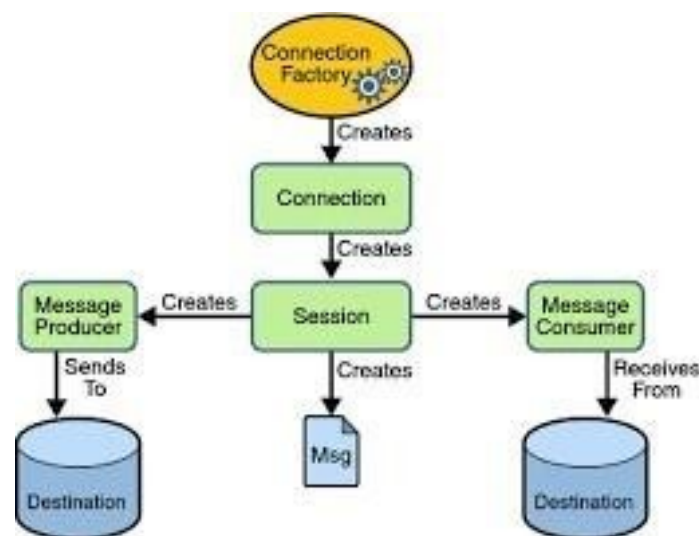 Connection
Factory
Creates
Connection
Creates
Message
Producer
Creates
Session
Creates
Message
Consumer
Sends
To
Creates
Receives
From
Msg
Destination
Destination